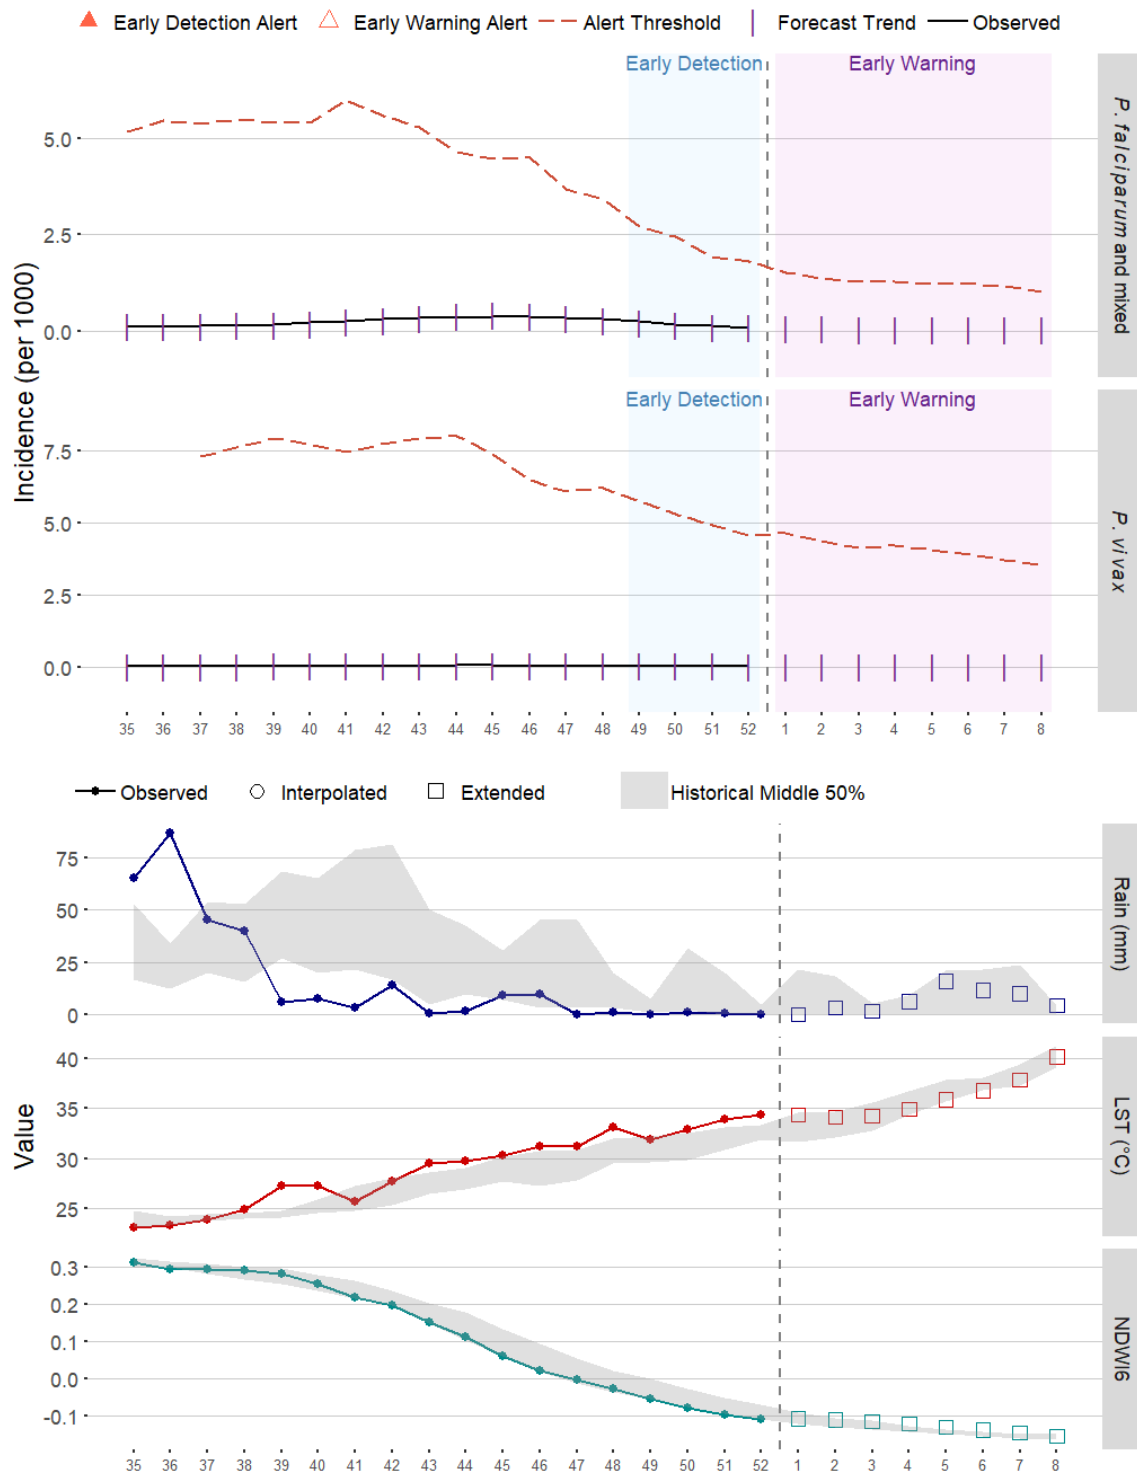 Early Detection Alert Early Warning Alert Alert Threshold Forecast Trend Observed
Incidence (per 1000)
Early Detection Early Warning
5.0
2.5
0.0
P. falciparum and mixed
Early Detection Early Warning
7.5
5.0
2.5
0.0
P. vivax
35 36 37 38 39 40 41 42 43 44 45 46 47 48 49 50 51 52 1 2 3 4 5 6 7 8
Observed Interpolated Extended Historical Middle 50%
Value
75
50
25
0
Rain (mm)
40
35
30
25
LST (°C)
0.3
0.2
0.1
0.0
-0.1
NDWI6
35 36 37 38 39 40 41 42 43 44 45 46 47 48 49 50 51 52 1 2 3 4 5 6 7 8